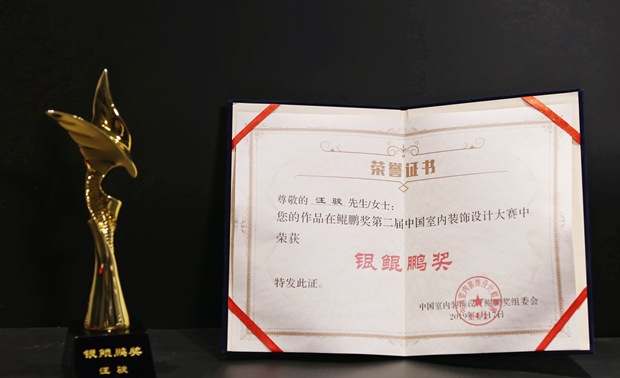 荣誉证书
尊敬的 汪 骏 先生/女士：
您的作品在鲲鹏奖第二届中国室内装饰设计大赛中
荣获
银鲲鹏奖
特发此证。
银鲲鹏奖
汪 骏